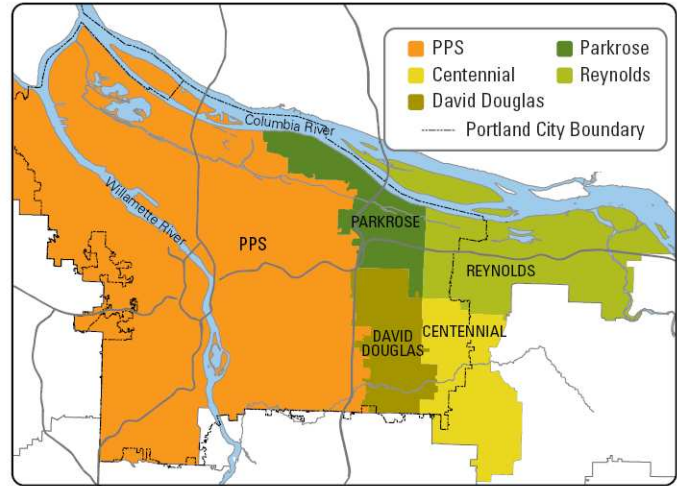 PPS
Parkrose
Centennial
Reynolds
David Douglas
Portland City Boundary
Columbia River
Willamette River
PARKROSE
PPS
REYNOLDS
DAVID
DOUGLAS
CENTENNIAL